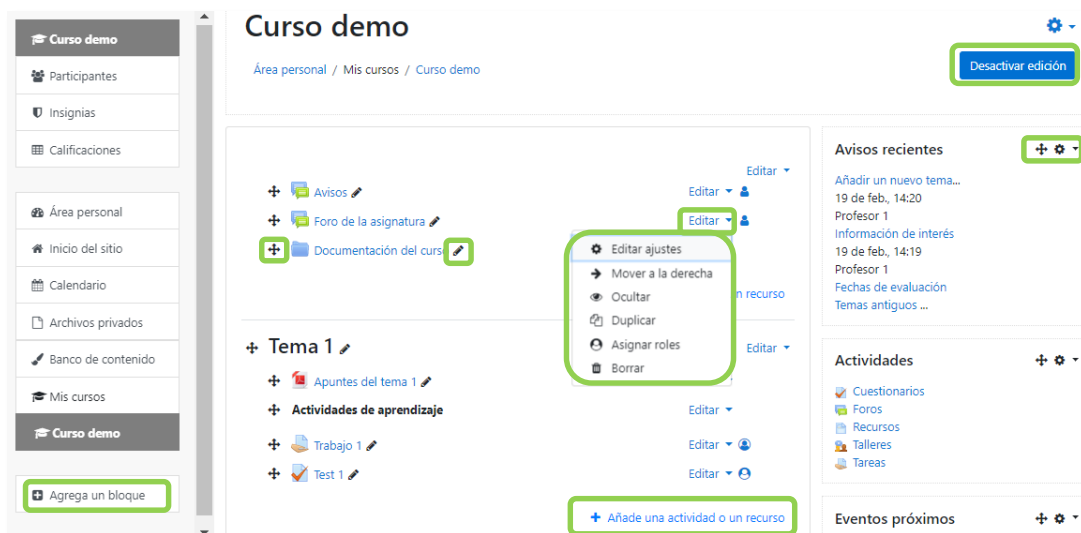 Curso demo
Participantes
Insignias
Calificaciones
Área personal
Inicio del sitio
Calendario
Archivos privados
Banco de contenido
Mis cursos
Curso demo
Agrega un bloque
Curso demo
Área personal / Mis cursos / Curso demo
Desactivar edición
Editar
Avisos Editar
Foro de la asignatura Editar
Documentación del curso
Editar ajustes
Mover a la derecha
Ocultar
Duplicar
Asignar roles
Borrar
n recurso
Tema 1 Editar
Apuntes del tema 1
Actividades de aprendizaje Editar
Trabajo 1 Editar
Test 1 Editar
Añade una actividad o un recurso
Avisos recientes
Añadir un nuevo tema...
19 de feb., 14:20
Profesor 1
Información de interés
19 de feb., 14:19
Profesor 1
Fechas de evaluación
Temas antiguos ...
Actividades
Cuestionarios
Foros
Recursos
Talleres
Tareas
Eventos próximos